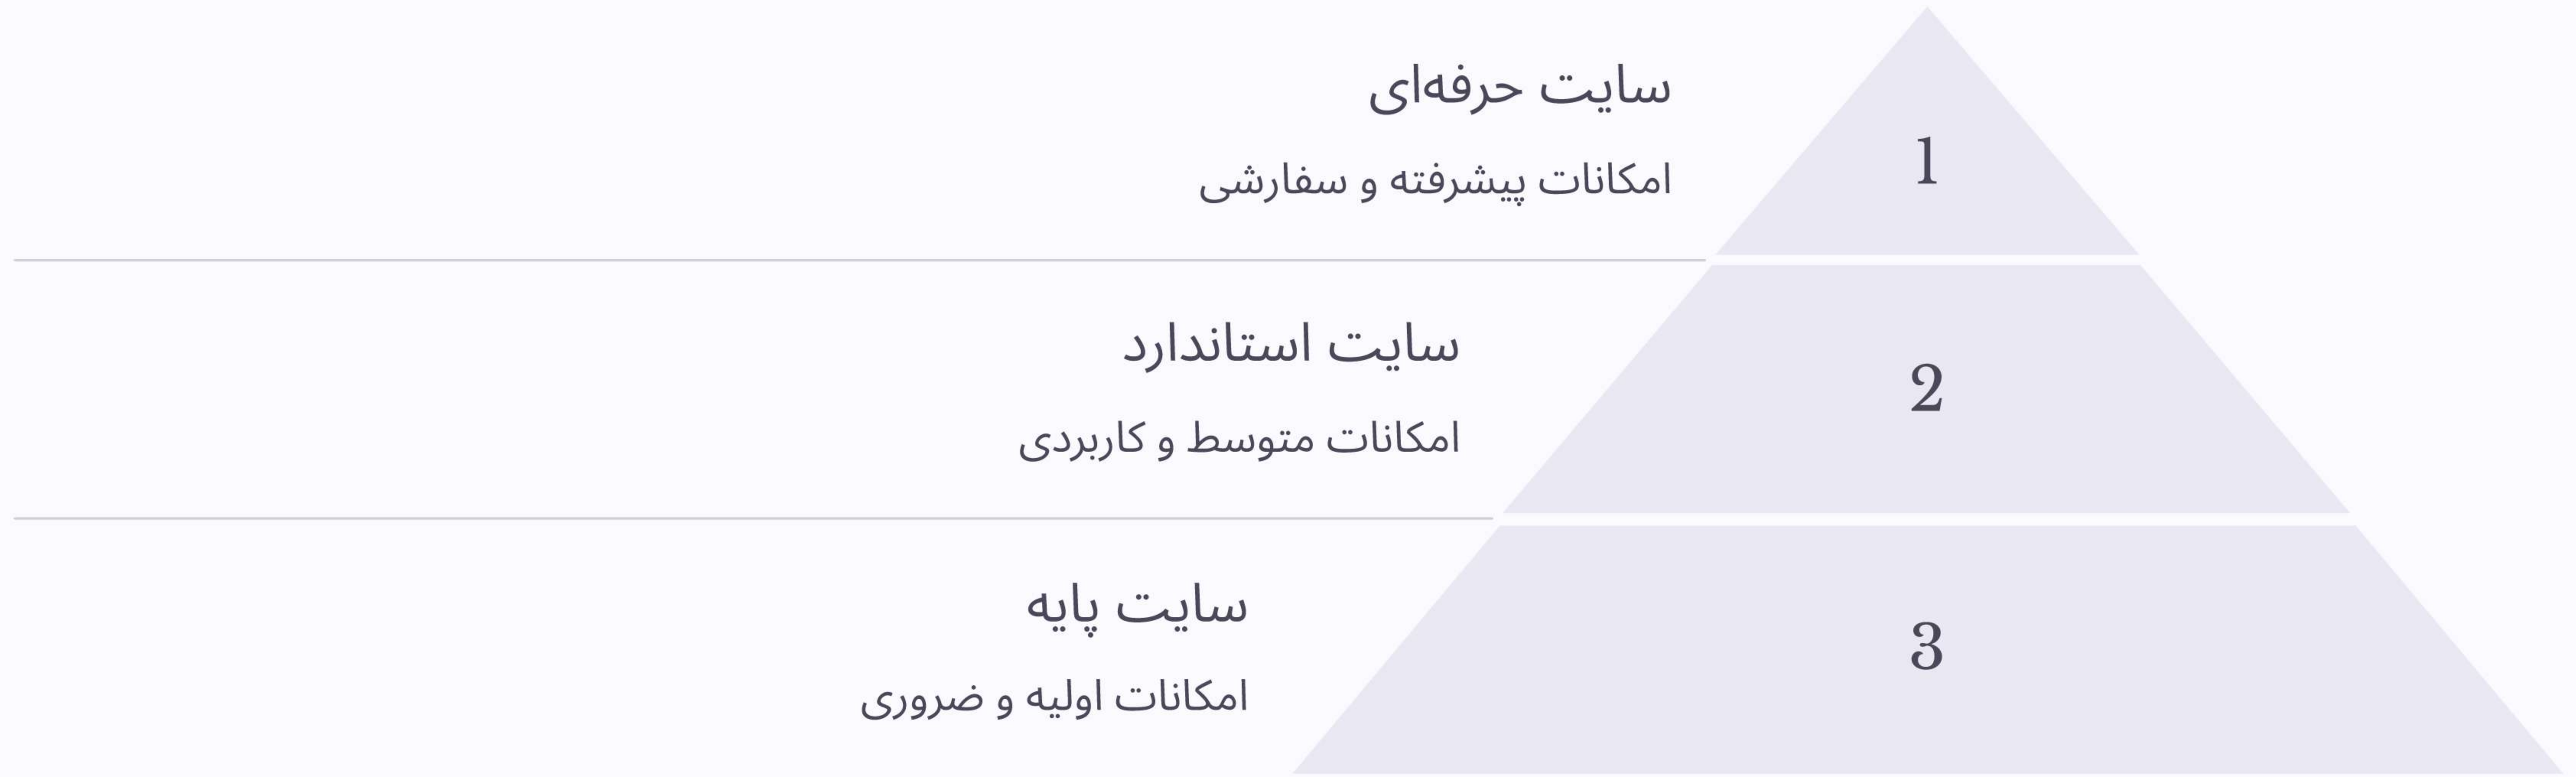 1
سایت حرفه‌ای
امکانات پیشرفته و سفارشی
2
سایت استاندارد
امکانات متوسط و کاربردی
3
سایت پایه
امکانات اولیه و ضروری